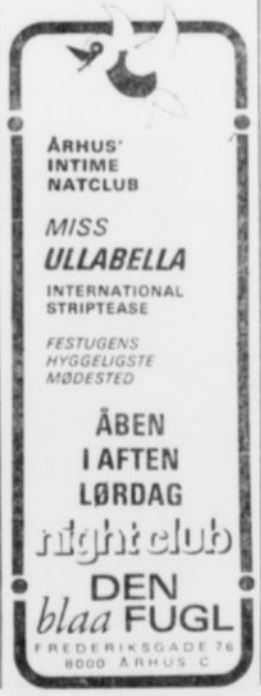 ÅRHUS'
INTIME
NATCLUB
MISS
ULLABELLA
INTERNATIONAL
STRIPTEASE
FESTUGENS
HYGGELIGSTE
MØDESTED
ÅBEN
I AFTEN
LØRDAG
night club
DEN
blaa FUGL
FREDERIKSGADE 76
8000 ÅRHUS C